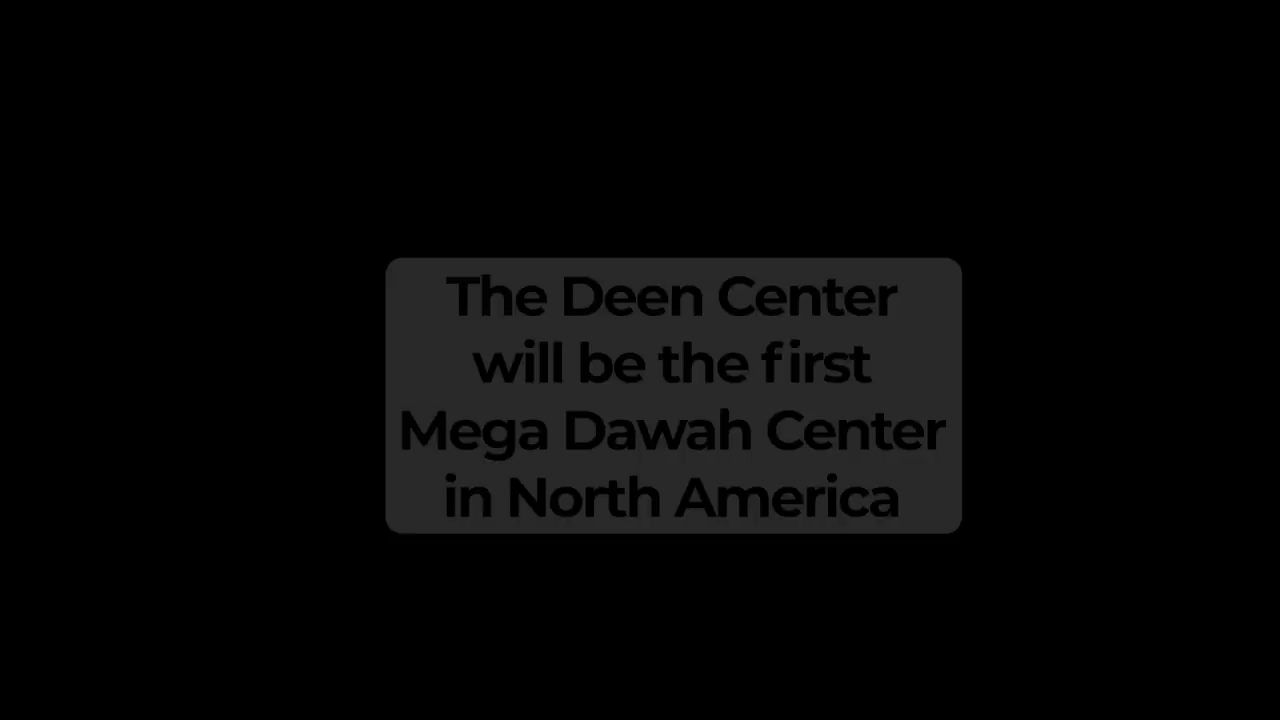 The Deen Center
will be the first
Mega Dawah Center
in North America